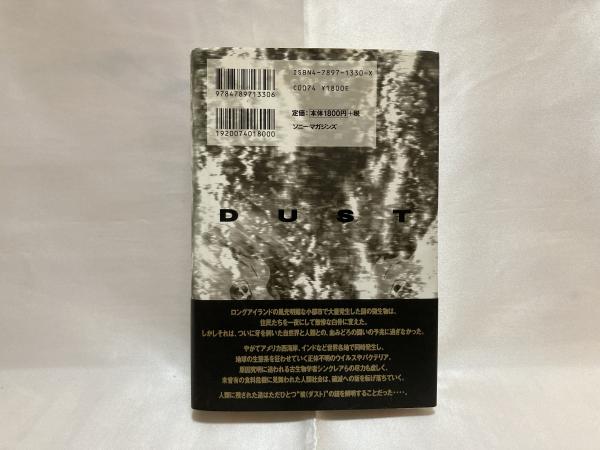 9784789713306
ISBN4-7897-1330-X
C0074 ¥1800E
定価：本体1800円＋税
ソニー・マガジンズ
1920074018000
DUST
ロングアイランドの風光明媚な小都市で大量発生した謎の微生物は、
住民たちを一夜にして無惨な白骨に変えた。
しかしそれは、ついに牙を剥いた自然界と人類との、血みどろの闘いの予兆に過ぎなかった。
やがてアメリカ西海岸、インドなど世界各地で同時発生し、
地球の生態系を狂わせていく正体不明のウイルスやバクテリア。
原因究明に追われる古生物学者シンクレアらの尽力も虚しく、
未曾有の食料危機に見舞われた人類社会は、破滅への坂を転げ落ちていく。
人類に残された道はただひとつ"塵（ダスト）"の謎を解明することだった‥‥。